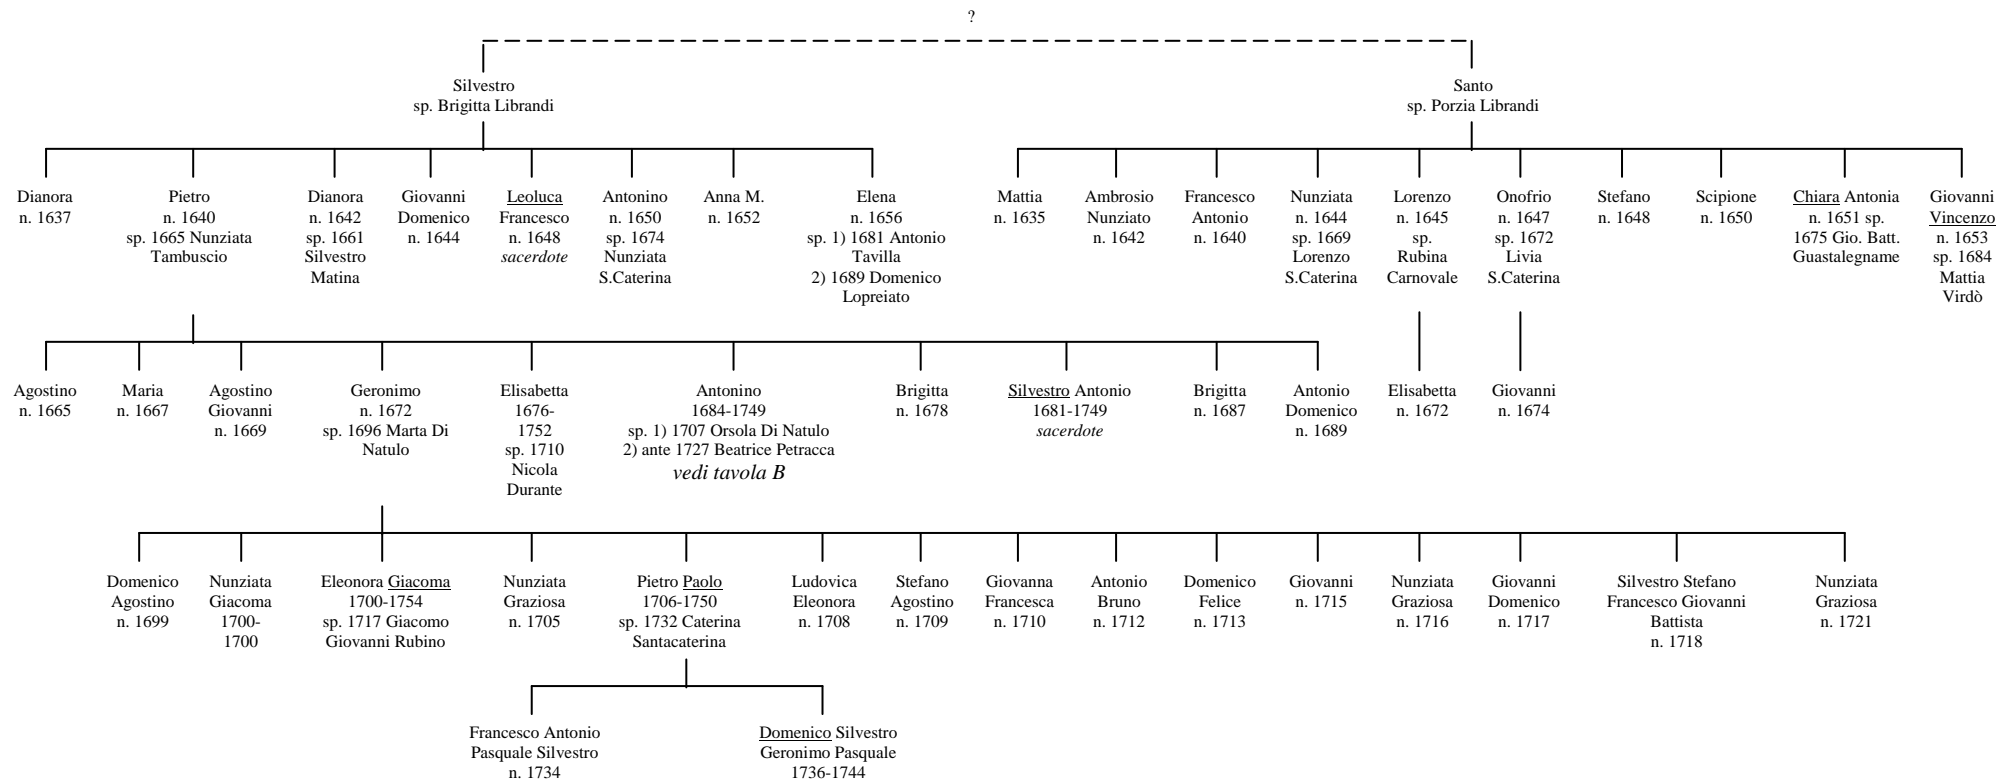 ?
Silvestro
sp. Brigitta Librandi
Santo
sp. Porzia Librandi
Dianora
n. 1637
Pietro
n. 1640
sp. 1665 Nunziata
Tambuscio
Dianora
n. 1642
sp. 1661
Silvestro
Matina
Giovanni
Domenico
n. 1644
Leoluca
Francesco
n. 1648
sacerdote
Antonino
n. 1650
sp. 1674
Nunziata
S.Caterina
Anna M.
n. 1652
Elena
n. 1656
sp. 1) 1681 Antonio
Tavilla
2) 1689 Domenico
Lopreiato
Mattia
n. 1635
Ambrosio
Nunziato
n. 1642
Francesco
Antonio
n. 1640
Nunziata
n. 1644
sp. 1669
Lorenzo
S.Caterina
Lorenzo
n. 1645
sp.
Rubina
Carnovale
Onofrio
n. 1647
sp. 1672
Livia
S.Caterina
Stefano
n. 1648
Scipione
n. 1650
Chiara Antonia
n. 1651 sp.
1675 Gio. Batt.
Guastalegname
Giovanni
Vincenzo
n. 1653
sp. 1684
Mattia
Virdò
Agostino
n. 1665
Maria
n. 1667
Agostino
Giovanni
n. 1669
Geronimo
n. 1672
sp. 1696 Marta Di
Natulo
Elisabetta
1676-
1752
sp. 1710
Nicola
Durante
Antonino
1684-1749
sp. 1) 1707 Orsola Di Natulo
2) ante 1727 Beatrice Petracca
vedi tavola B
Brigitta
n. 1678
Silvestro Antonio
1681-1749
sacerdote
Brigitta
n. 1687
Antonio
Domenico
n. 1689
Elisabetta
n. 1672
Giovanni
n. 1674
Domenico
Agostino
n. 1699
Nunziata
Giacoma
1700-
1700
Eleonora Giacoma
1700-1754
sp. 1717 Giacomo
Giovanni Rubino
Nunziata
Graziosa
n. 1705
Pietro Paolo
1706-1750
sp. 1732 Caterina
Santacaterina
Ludovica
Eleonora
n. 1708
Stefano
Agostino
n. 1709
Giovanna
Francesca
n. 1710
Antonio
Bruno
n. 1712
Domenico
Felice
n. 1713
Giovanni
n. 1715
Nunziata
Graziosa
n. 1716
Giovanni
Domenico
n. 1717
Silvestro Stefano
Francesco Giovanni
Battista
n. 1718
Nunziata
Graziosa
n. 1721
Francesco Antonio
Pasquale Silvestro
n. 1734
Domenico Silvestro
Geronimo Pasquale
1736-1744